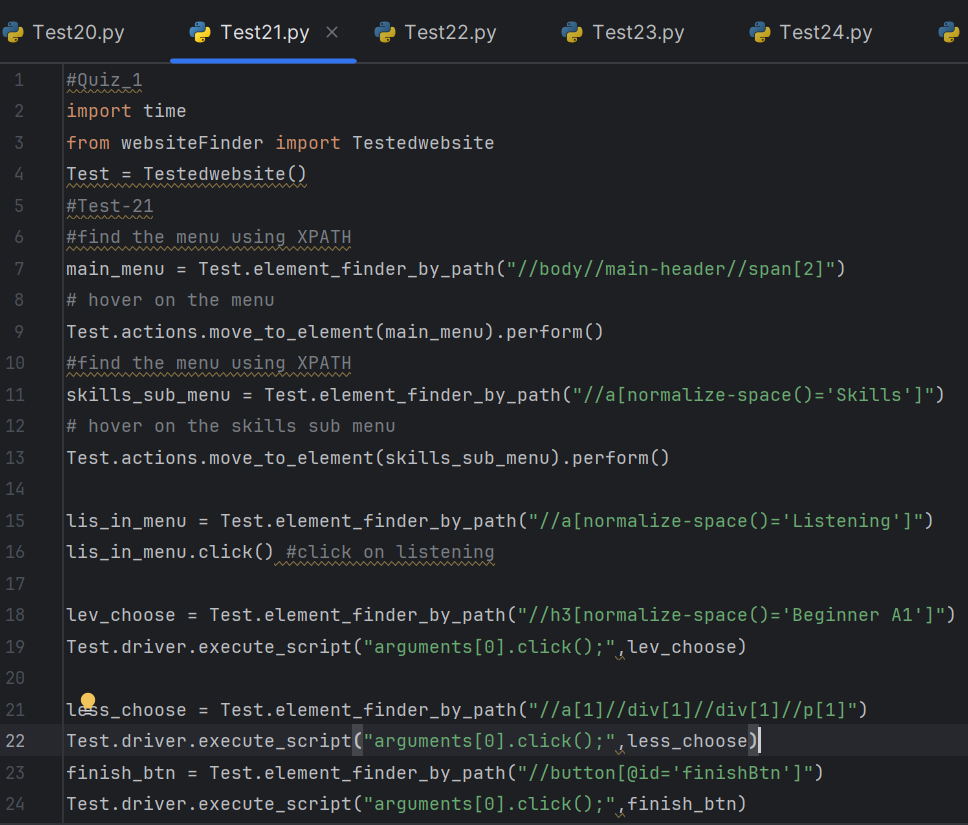 Test20.py Test21.py × Test22.py Test23.py Test24.py
1 #Quiz_1
2 import time
3 from websiteFinder import Testedwebsite
4 Test = Testedwebsite()
5 #Test-21
6 #find the menu using XPATH
7 main_menu = Test.element_finder_by_path("//body//main-header//span[2]")
8 # hover on the menu
9 Test.actions.move_to_element(main_menu).perform()
10 #find the menu using XPATH
11 skills_sub_menu = Test.element_finder_by_path("//a[normalize-space()='Skills']")
12 # hover on the skills sub menu
13 Test.actions.move_to_element(skills_sub_menu).perform()
14
15 lis_in_menu = Test.element_finder_by_path("//a[normalize-space()='Listening']")
16 lis_in_menu.click() #click on listening
17
18 lev_choose = Test.element_finder_by_path("//h3[normalize-space()='Beginner A1']")
19 Test.driver.execute_script("arguments[0].click();",lev_choose)
20
21 less_choose = Test.element_finder_by_path("//a[1]//div[1]//div[1]//p[1]")
22 Test.driver.execute_script("arguments[0].click();",less_choose)
23 finish_btn = Test.element_finder_by_path("//button[@id='finishBtn']")
24 Test.driver.execute_script("arguments[0].click();",finish_btn)